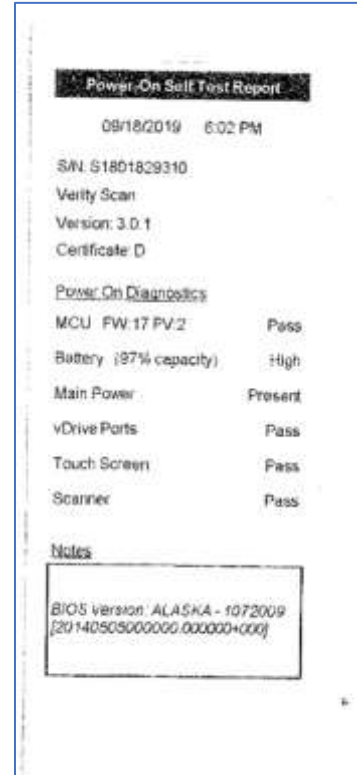 Power-On Self Test Report
09/18/2019 6:02 PM
S/N: S1801829310
Verity Scan
Version: 3.0.1
Certificate: D
Power On Diagnostics
MCU FW:17 PV:2 Pass
Battery (97% capacity) High
Main Power Present
vDrive Ports Pass
Touch Screen Pass
Scanner Pass
Notes
BIOS version: ALASKA - 1072009
[20140505000000.000000+000]